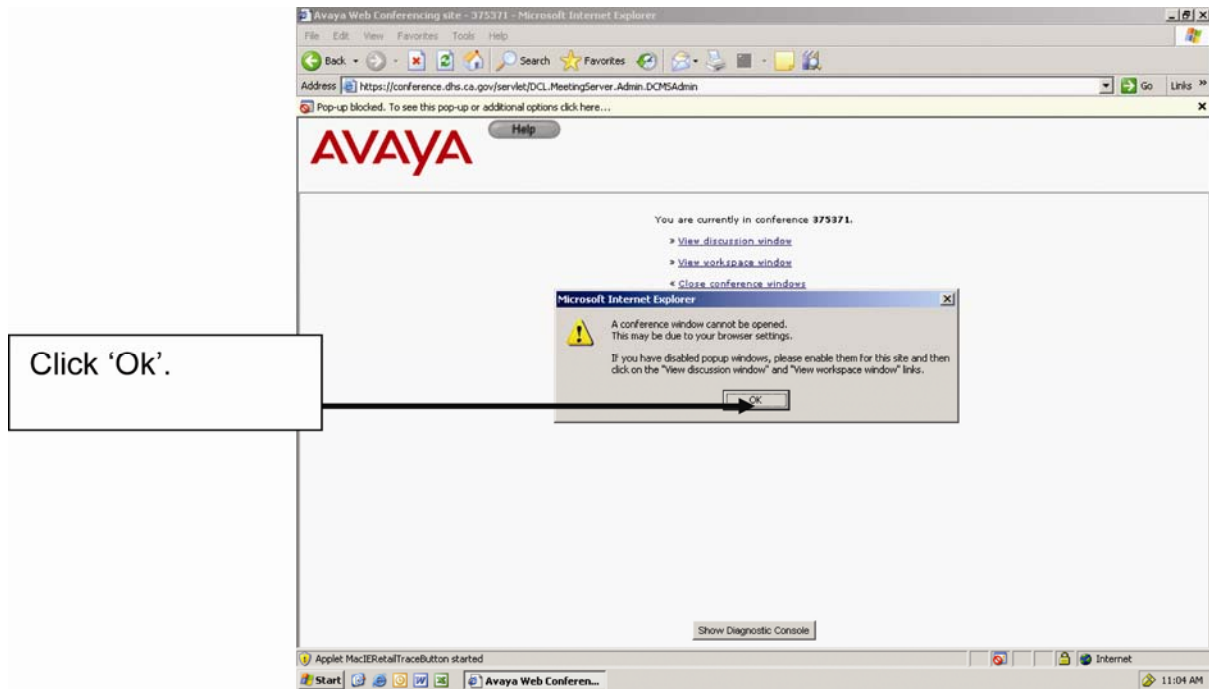 Avaya Web Conferencing site - 375371 - Microsoft Internet Explorer
File Edit View Favorites Tools Help
Back Search Favorites
Address https://conference.dhs.ca.gov/servlet/DCL.MeetingServer.Admin.DCMSAdmin Go Links »
Pop-up blocked. To see this pop-up or additional options click here... x
AVAYA Help
You are currently in conference 375371.
» View discussion window
» View workspace window
« Close conference windows
Microsoft Internet Explorer
A conference window cannot be opened.
This may be due to your browser settings.
If you have disabled popup windows, please enable them for this site and then
click on the "View discussion window" and "View workspace window" links.
OK
Click ‘Ok’.
Show Diagnostic Console
Applet MacIERetailTraceButton started Internet
Start Avaya Web Conferen... 11:04 AM